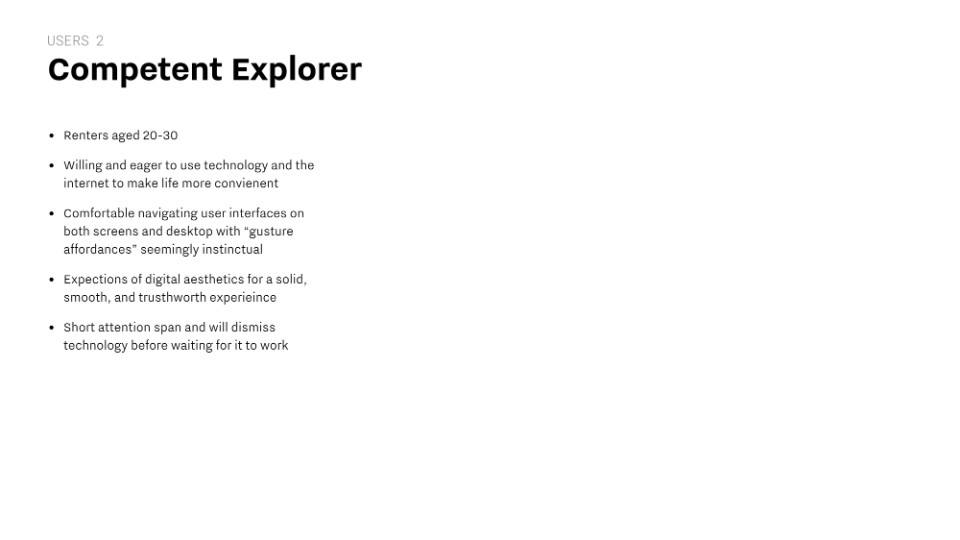 USERS 2
Competent Explorer
• Renters aged 20-30
• Willing and eager to use technology and the
internet to make life more convienent
• Comfortable navigating user interfaces on
both screens and desktop with “gusture
affordances” seemingly instinctual
• Expections of digital aesthetics for a solid,
smooth, and trusthworth experieince
• Short attention span and will dismiss
technology before waiting for it to work